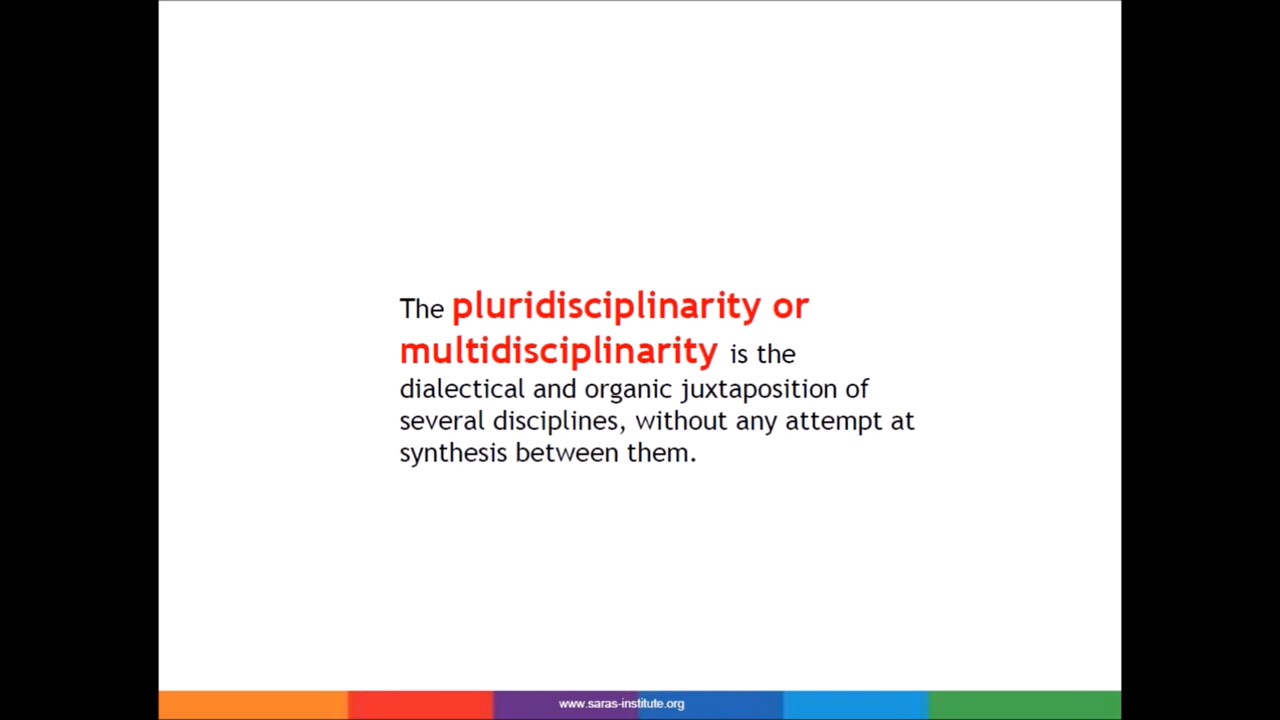 The pluridisciplinarity or
multidisciplinarity is the
dialectical and organic juxtaposition of
several disciplines, without any attempt at
synthesis between them.
www.saras-institute.org